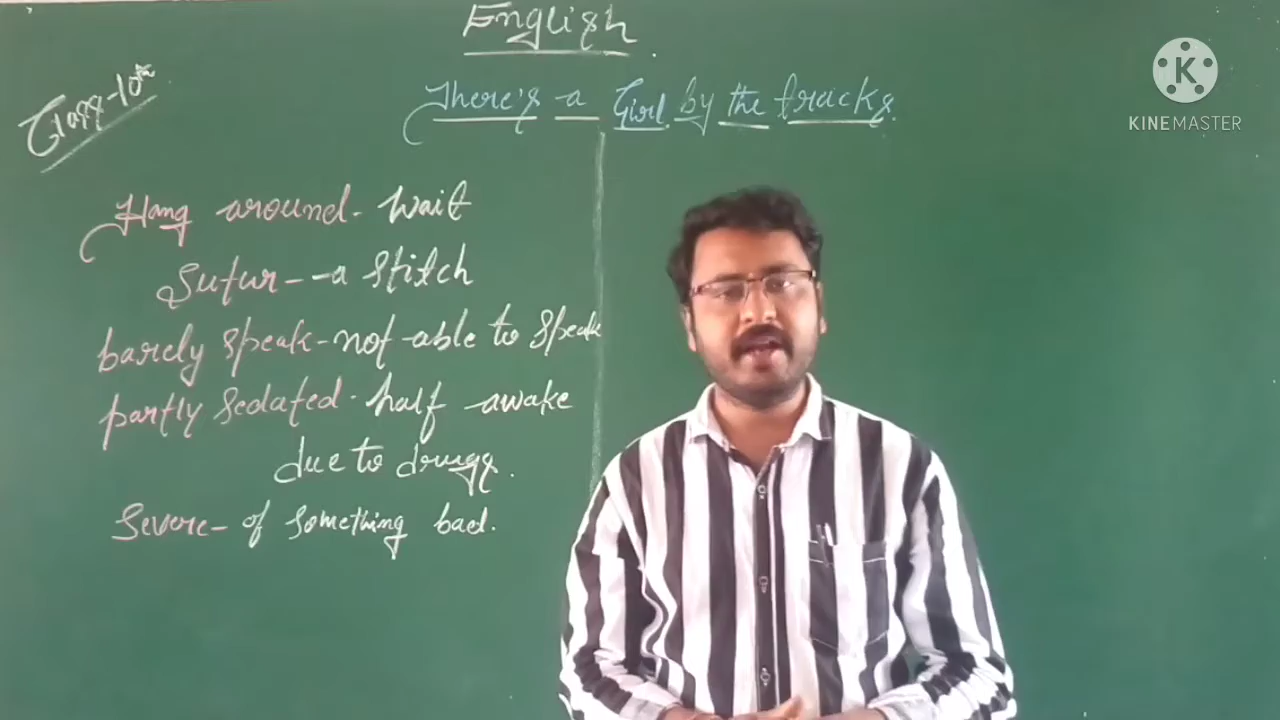 English
Class-10th
There's a Girl by the tracks.
KINEMASTER
Hang around - wait
Sutur - - a stitch
barely speak - not able to speak
partly sedated - half awake
due to drugs.
Severe - of something bad.